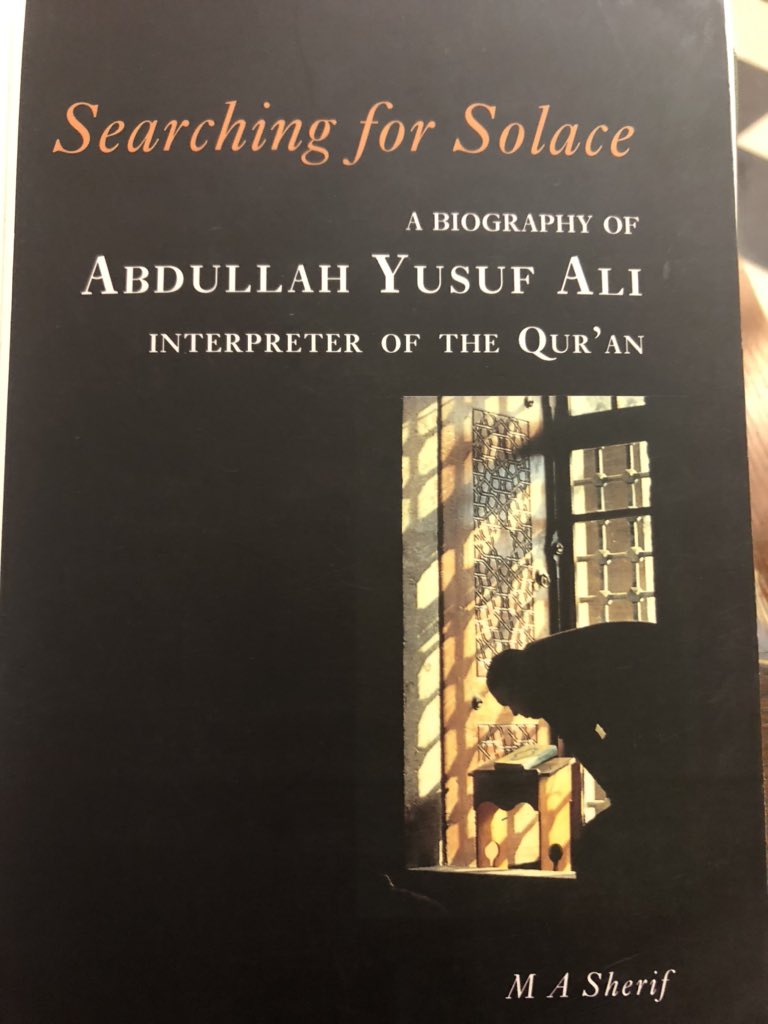 Searching for Solace
A BIOGRAPHY OF
ABDULLAH YUSUF ALI
INTERPRETER OF THE QUR'AN
M A Sherif